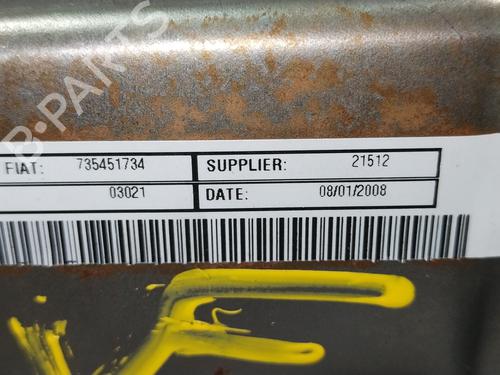 B-PARTS
FIAT: 735451734 SUPPLIER: 21512
03021 DATE: 08/01/2008